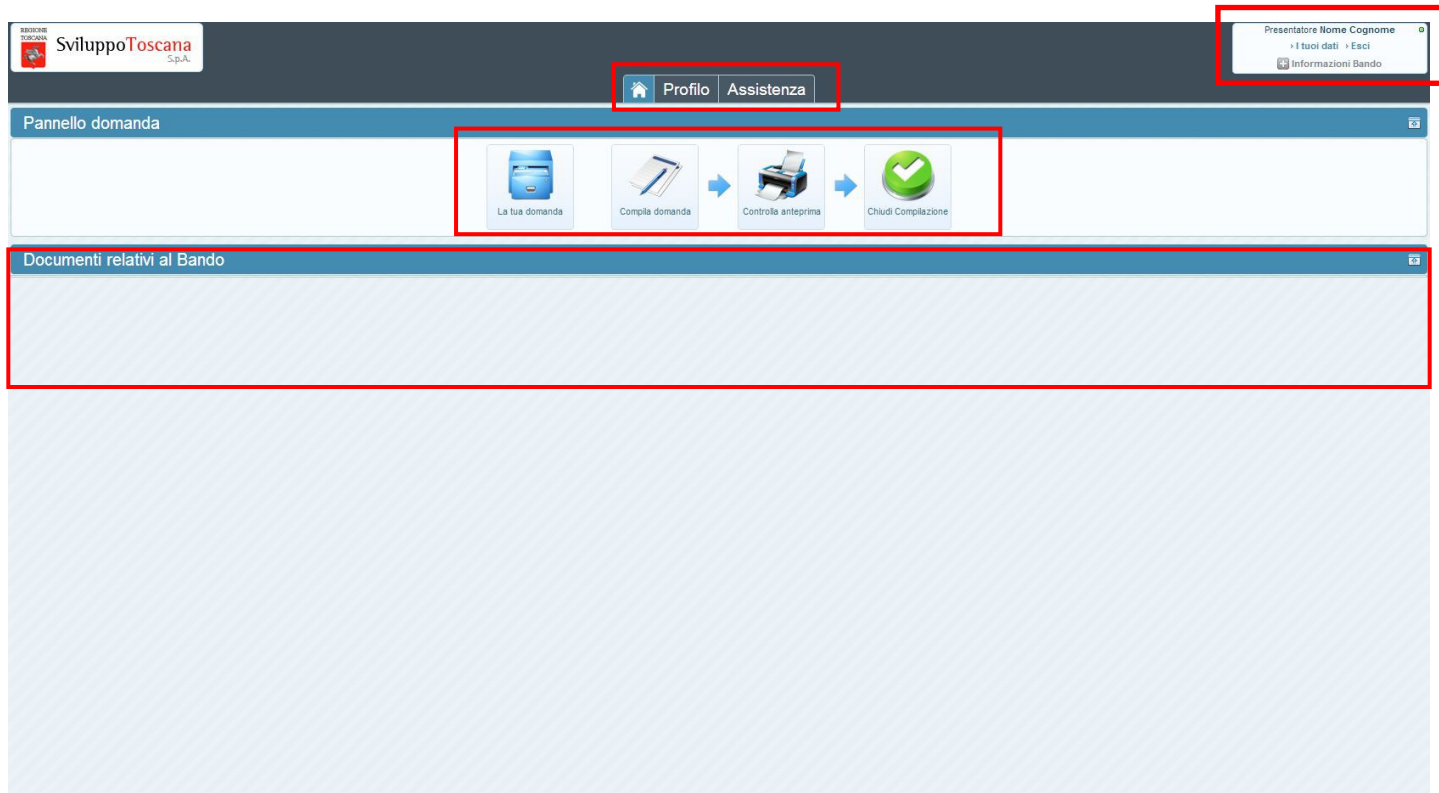 REGIONE
TOSCANA
SviluppoToscana
S.p.A.
Presentatore Nome Cognome
› I tuoi dati › Esci
Informazioni Bando
Profilo Assistenza
Pannello domanda
La tua domanda
Compila domanda
Controlla anteprima
Chiudi Compilazione
Documenti relativi al Bando